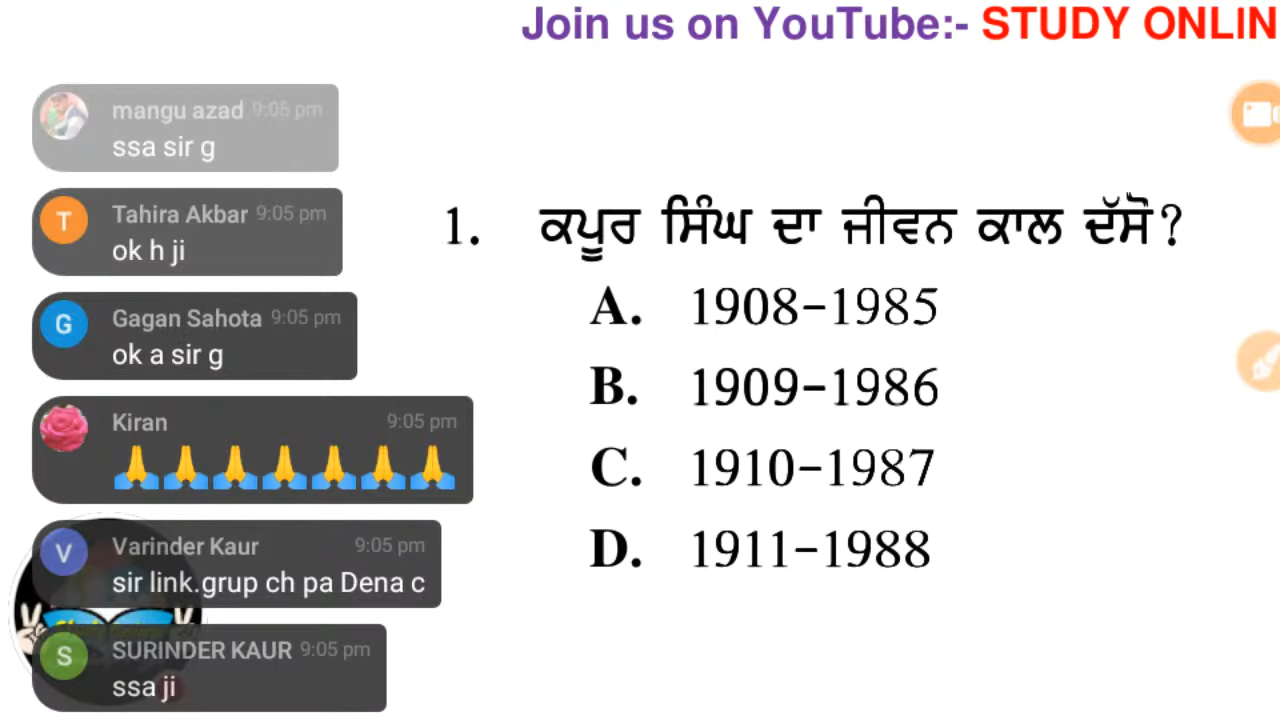 Join us on YouTube:- STUDY ONLIN
mangu azad 9:05 pm
ssa sir g
T
Tahira Akbar 9:05 pm
ok h ji
G
Gagan Sahota 9:05 pm
ok a sir g
Kiran 9:05 pm
🙏🙏🙏🙏🙏🙏🙏
V
Varinder Kaur 9:05 pm
sir link.grup ch pa Dena c
S
SURINDER KAUR 9:05 pm
ssa ji
1. ਕਪੂਰ ਸਿੰਘ ਦਾ ਜੀਵਨ ਕਾਲ ਦੱਸੋ?
A. 1908-1985
B. 1909-1986
C. 1910-1987
D. 1911-1988